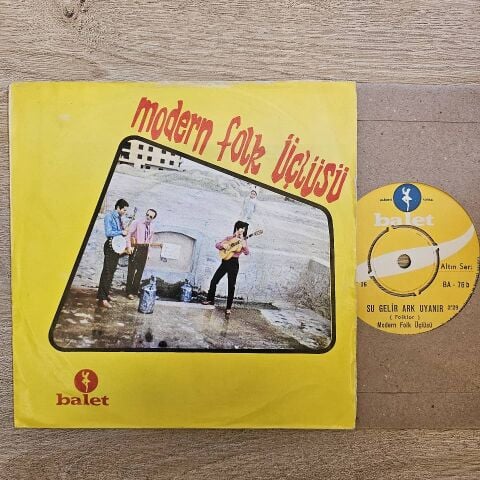 modern folk Üçlüsü
balet
balet
Altın Seri
BA - 76 b
SU GELİR ARK UYANIR
( Folklor )
Modern Folk Üçlüsü